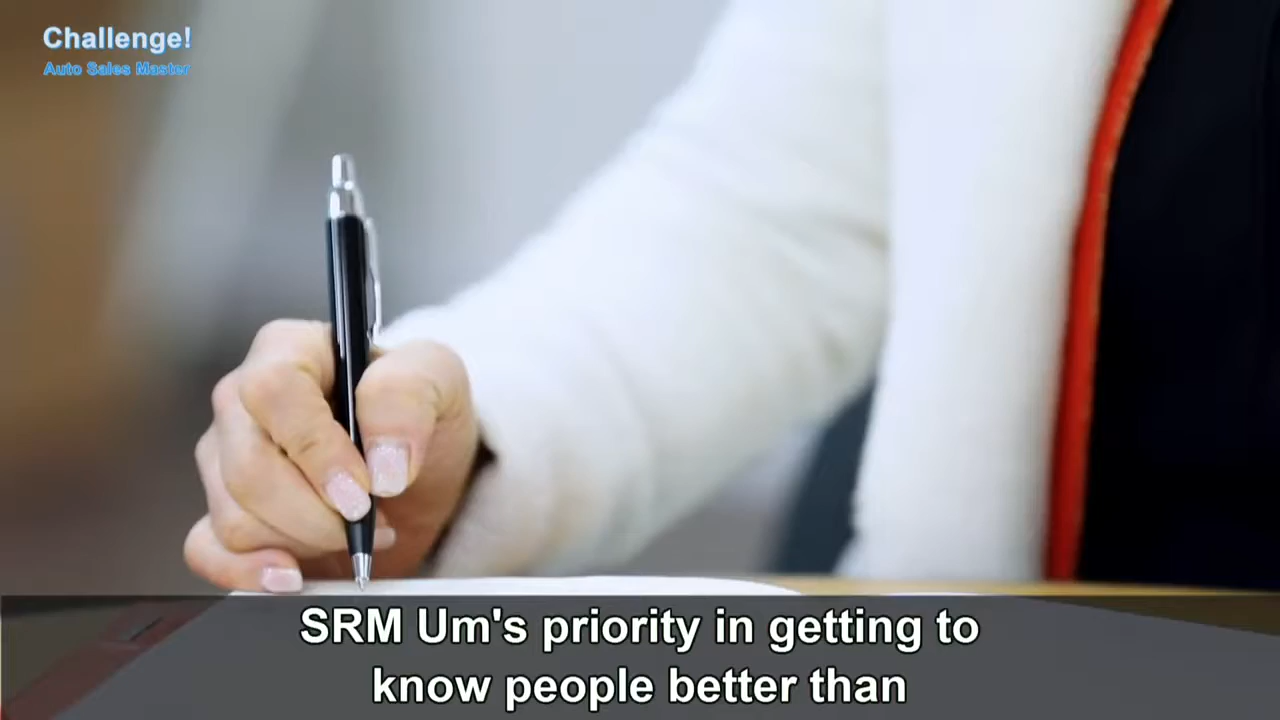 Challenge!
Auto Sales Master
SRM Um's priority in getting to
know people better than